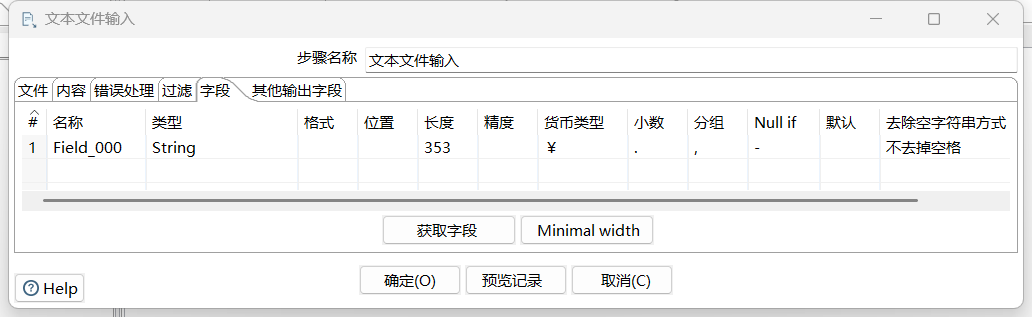 文本文件输入
步骤名称 文本文件输入
文件 内容 错误处理 过滤 字段 其他输出字段
# 名称 类型 格式 位置 长度 精度 货币类型 小数 分组 Null if 默认 去除空字符串方式
1 Field_000 String 353 ¥ . , - 不去掉空格
获取字段 Minimal width
确定(O) 预览记录 取消(C)
Help